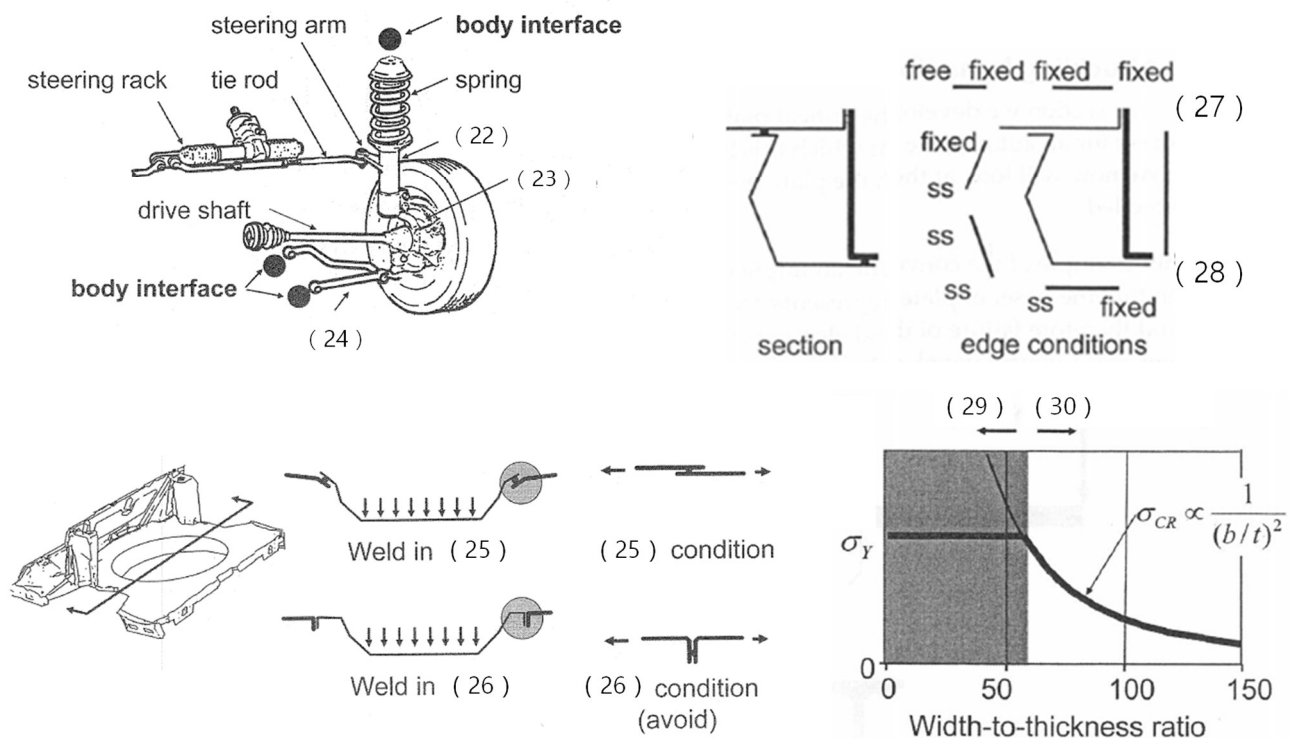 steering arm
body interface
steering rack
tie rod
spring
( 22 )
( 23 )
drive shaft
body interface
( 24 )
free fixed fixed fixed
( 27 )
fixed
ss
ss
ss
ss
fixed
( 28 )
section
edge conditions
Weld in ( 25 )
( 25 ) condition
Weld in ( 26 )
( 26 ) condition
(avoid)
( 29 ) ( 30 )
σY
σCR ∝ 1/(b/t)²
0
0 50 100 150
Width-to-thickness ratio